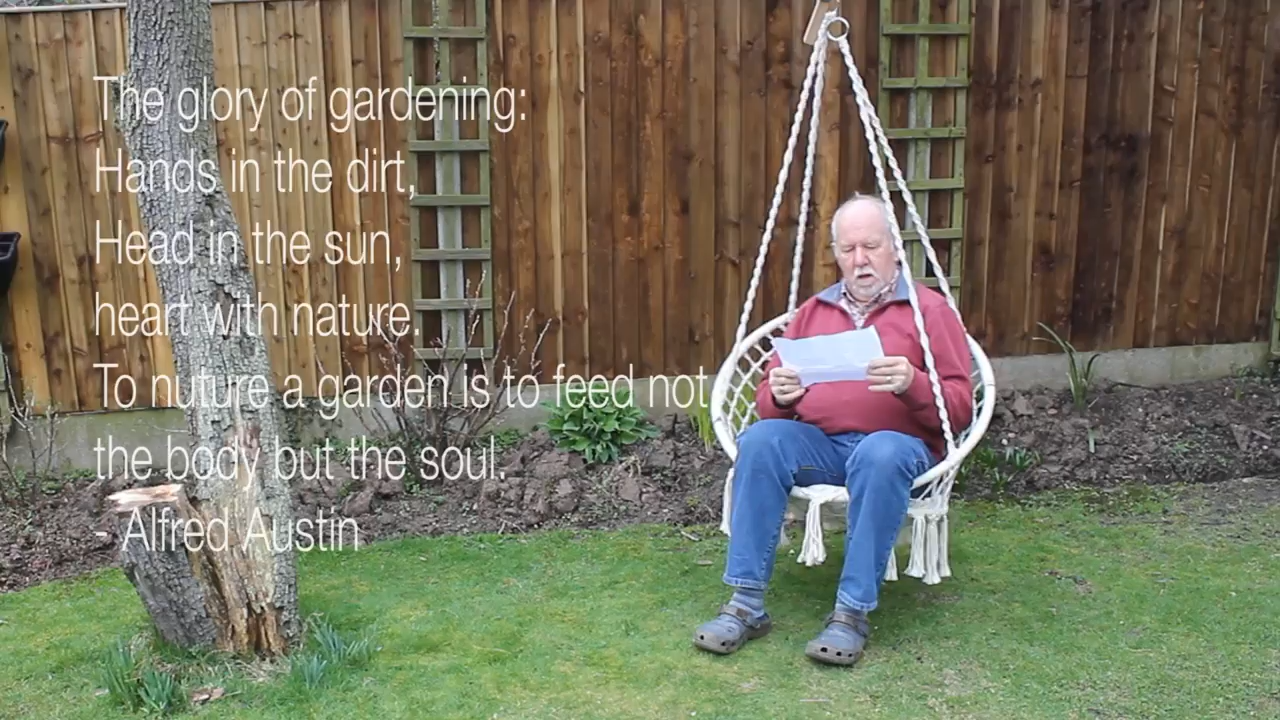 The glory of gardening:
Hands in the dirt,
Head in the sun,
heart with nature.
To nuture a garden is to feed not
the body but the soul.
- Alfred Austin